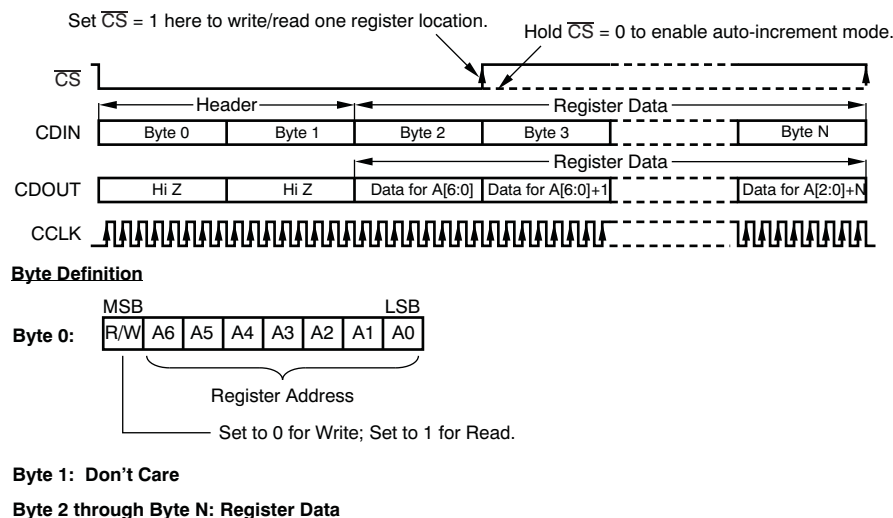 Set CS = 1 here to write/read one register location.
Hold CS = 0 to enable auto-increment mode.
CS
Header
Register Data
CDIN
Byte 0
Byte 1
Byte 2
Byte 3
Byte N
Register Data
CDOUT
Hi Z
Hi Z
Data for A[6:0]
Data for A[6:0]+1
Data for A[2:0]+N
CCLK
Byte Definition
MSB
LSB
Byte 0:
R/W
A6
A5
A4
A3
A2
A1
A0
Register Address
Set to 0 for Write; Set to 1 for Read.
Byte 1: Don't Care
Byte 2 through Byte N: Register Data